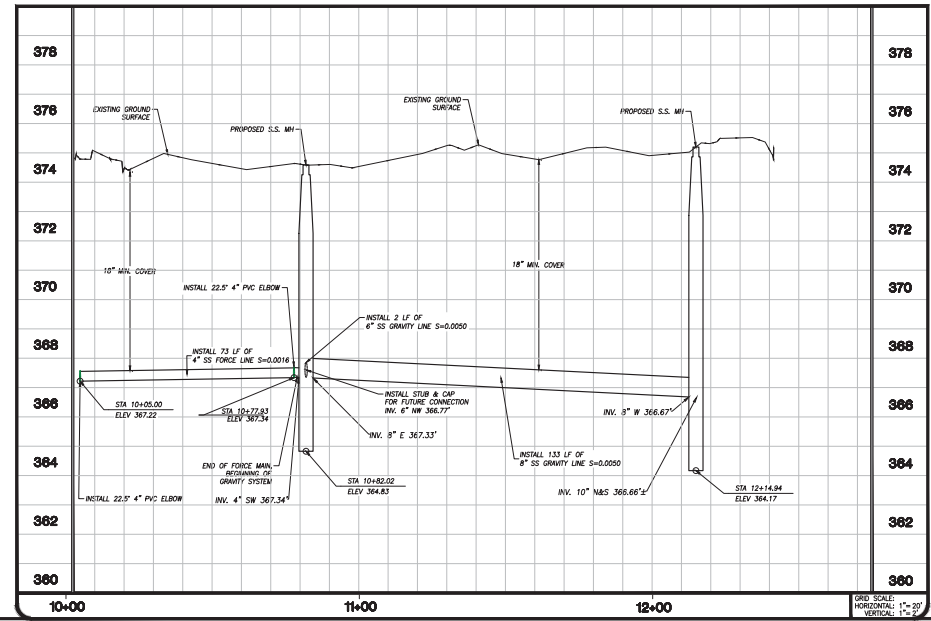 378
378
376
376
374
374
372
372
370
370
368
368
366
366
364
364
362
362
360
360
EXISTING GROUND
SURFACE
PROPOSED S.S. MH
EXISTING GROUND
SURFACE
PROPOSED S.S. MH
18" MIN. COVER
18" MIN. COVER
INSTALL 22.5° 4" PVC ELBOW
INSTALL 2 LF OF
6" SS GRAVITY LINE S=0.0050
INSTALL 73 LF OF
4" SS FORCE LINE S=0.0016
INSTALL STUB & CAP
FOR FUTURE CONNECTION
INV. 6" NW 366.77'
STA 10+05.00
ELEV 367.22
STA 10+77.93
ELEV 367.34
INV. 8" E 367.33'
INV. 8" W 366.67'
END OF FORCE MAIN,
BEGINING OF
GRAVITY SYSTEM
INSTALL 133 LF OF
8" SS GRAVITY LINE S=0.0050
STA 10+82.02
ELEV 364.83
STA 12+14.94
ELEV 364.17
INSTALL 22.5° 4" PVC ELBOW
INV. 4" SW 367.34'
INV. 10" N&S 366.66'±
10+00
11+00
12+00
GRID SCALE:
HORIZONTAL: 1"= 20'
VERTICAL: 1"= 2'